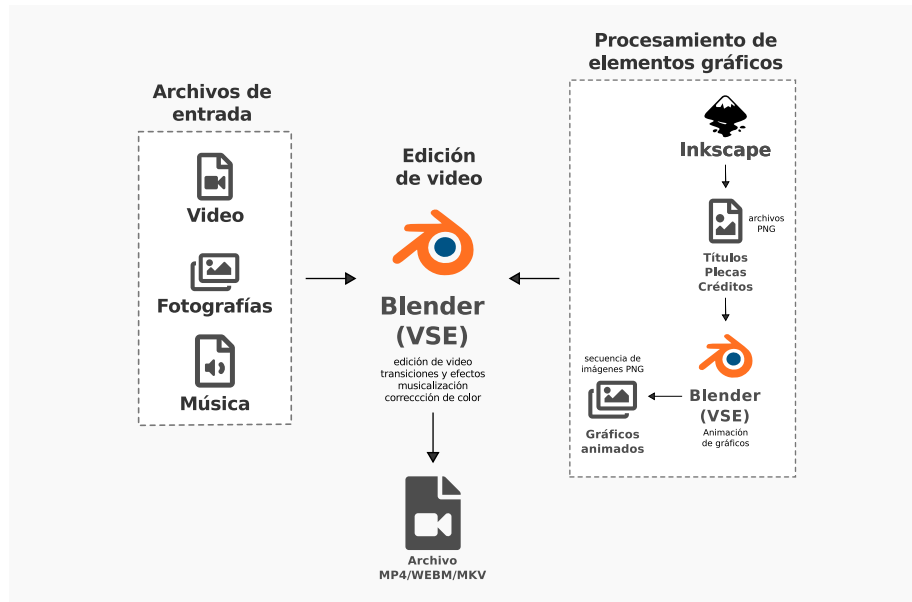 Archivos de
entrada
Video
Fotografías
Música
Edición
de video
Blender
(VSE)
edición de video
transiciones y efectos
musicalización
correccción de color
Archivo
MP4/WEBM/MKV
Procesamiento de
elementos gráficos
Inkscape
archivos
PNG
Títulos
Plecas
Créditos
Blender
(VSE)
Animación
de gráficos
secuencia de
imágenes PNG
Gráficos
animados